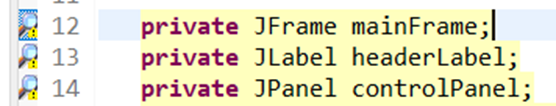 12 private JFrame mainFrame;
13 private JLabel headerLabel;
14 private JPanel controlPanel;